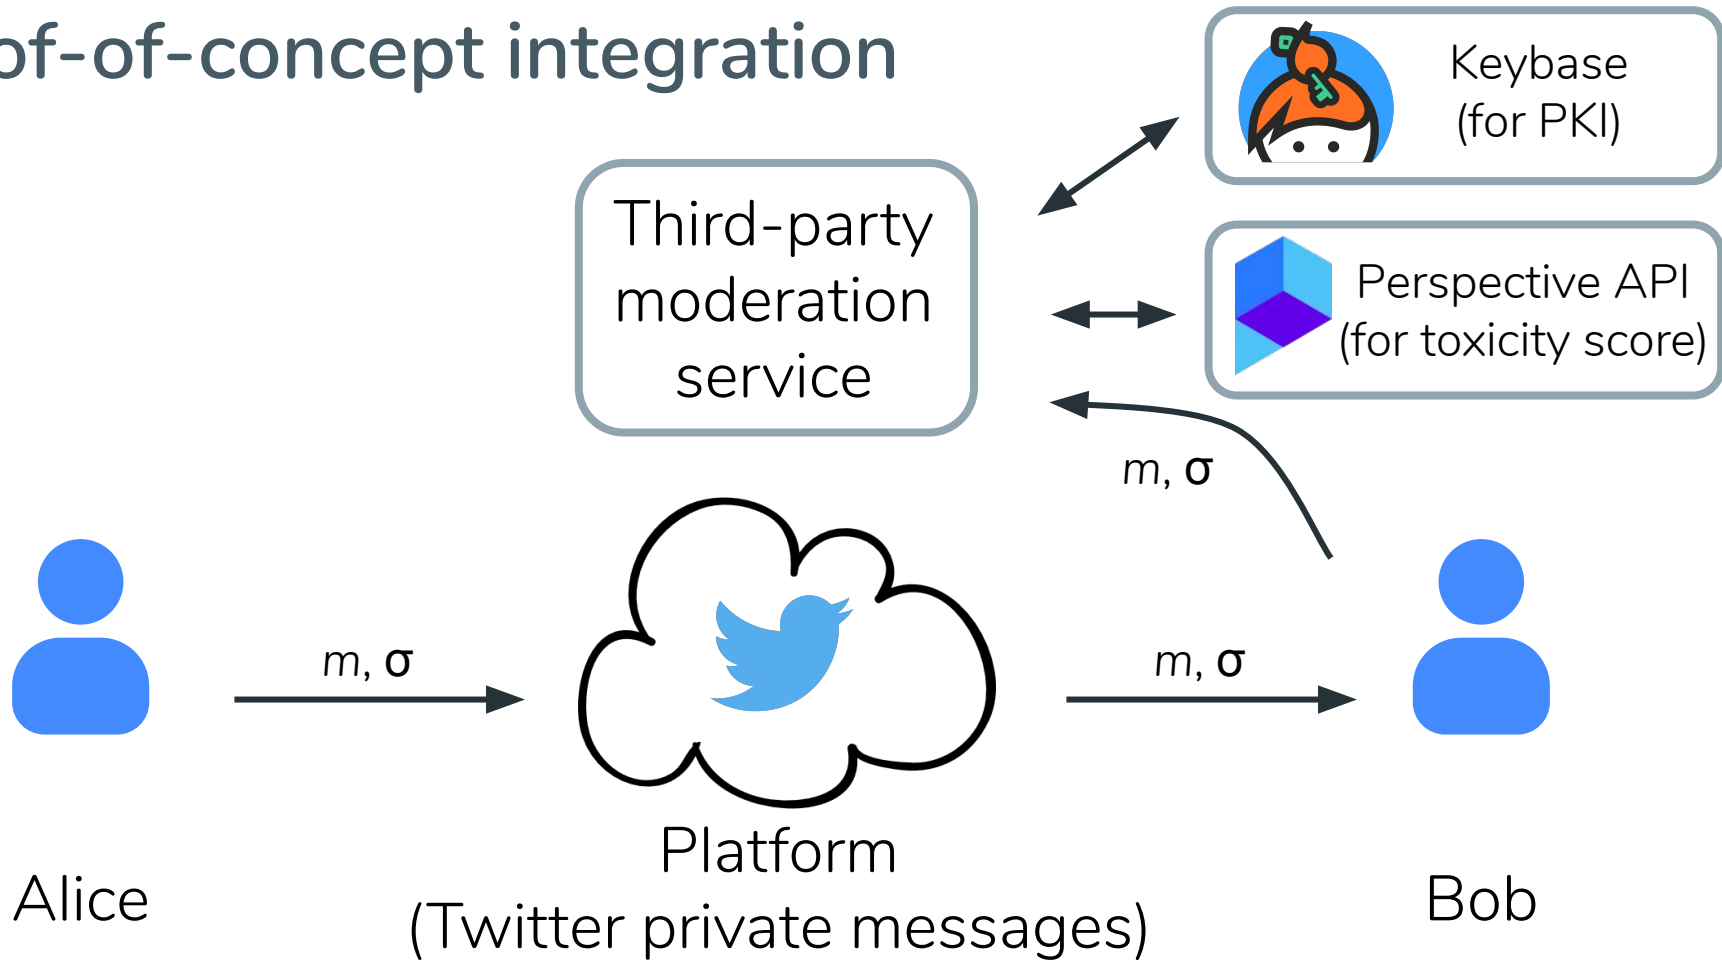 of-of-concept integration
Keybase
(for PKI)
Third-party
moderation
service
Perspective API
(for toxicity score)
m, σ
m, σ
m, σ
Platform
(Twitter private messages)
Alice
Bob